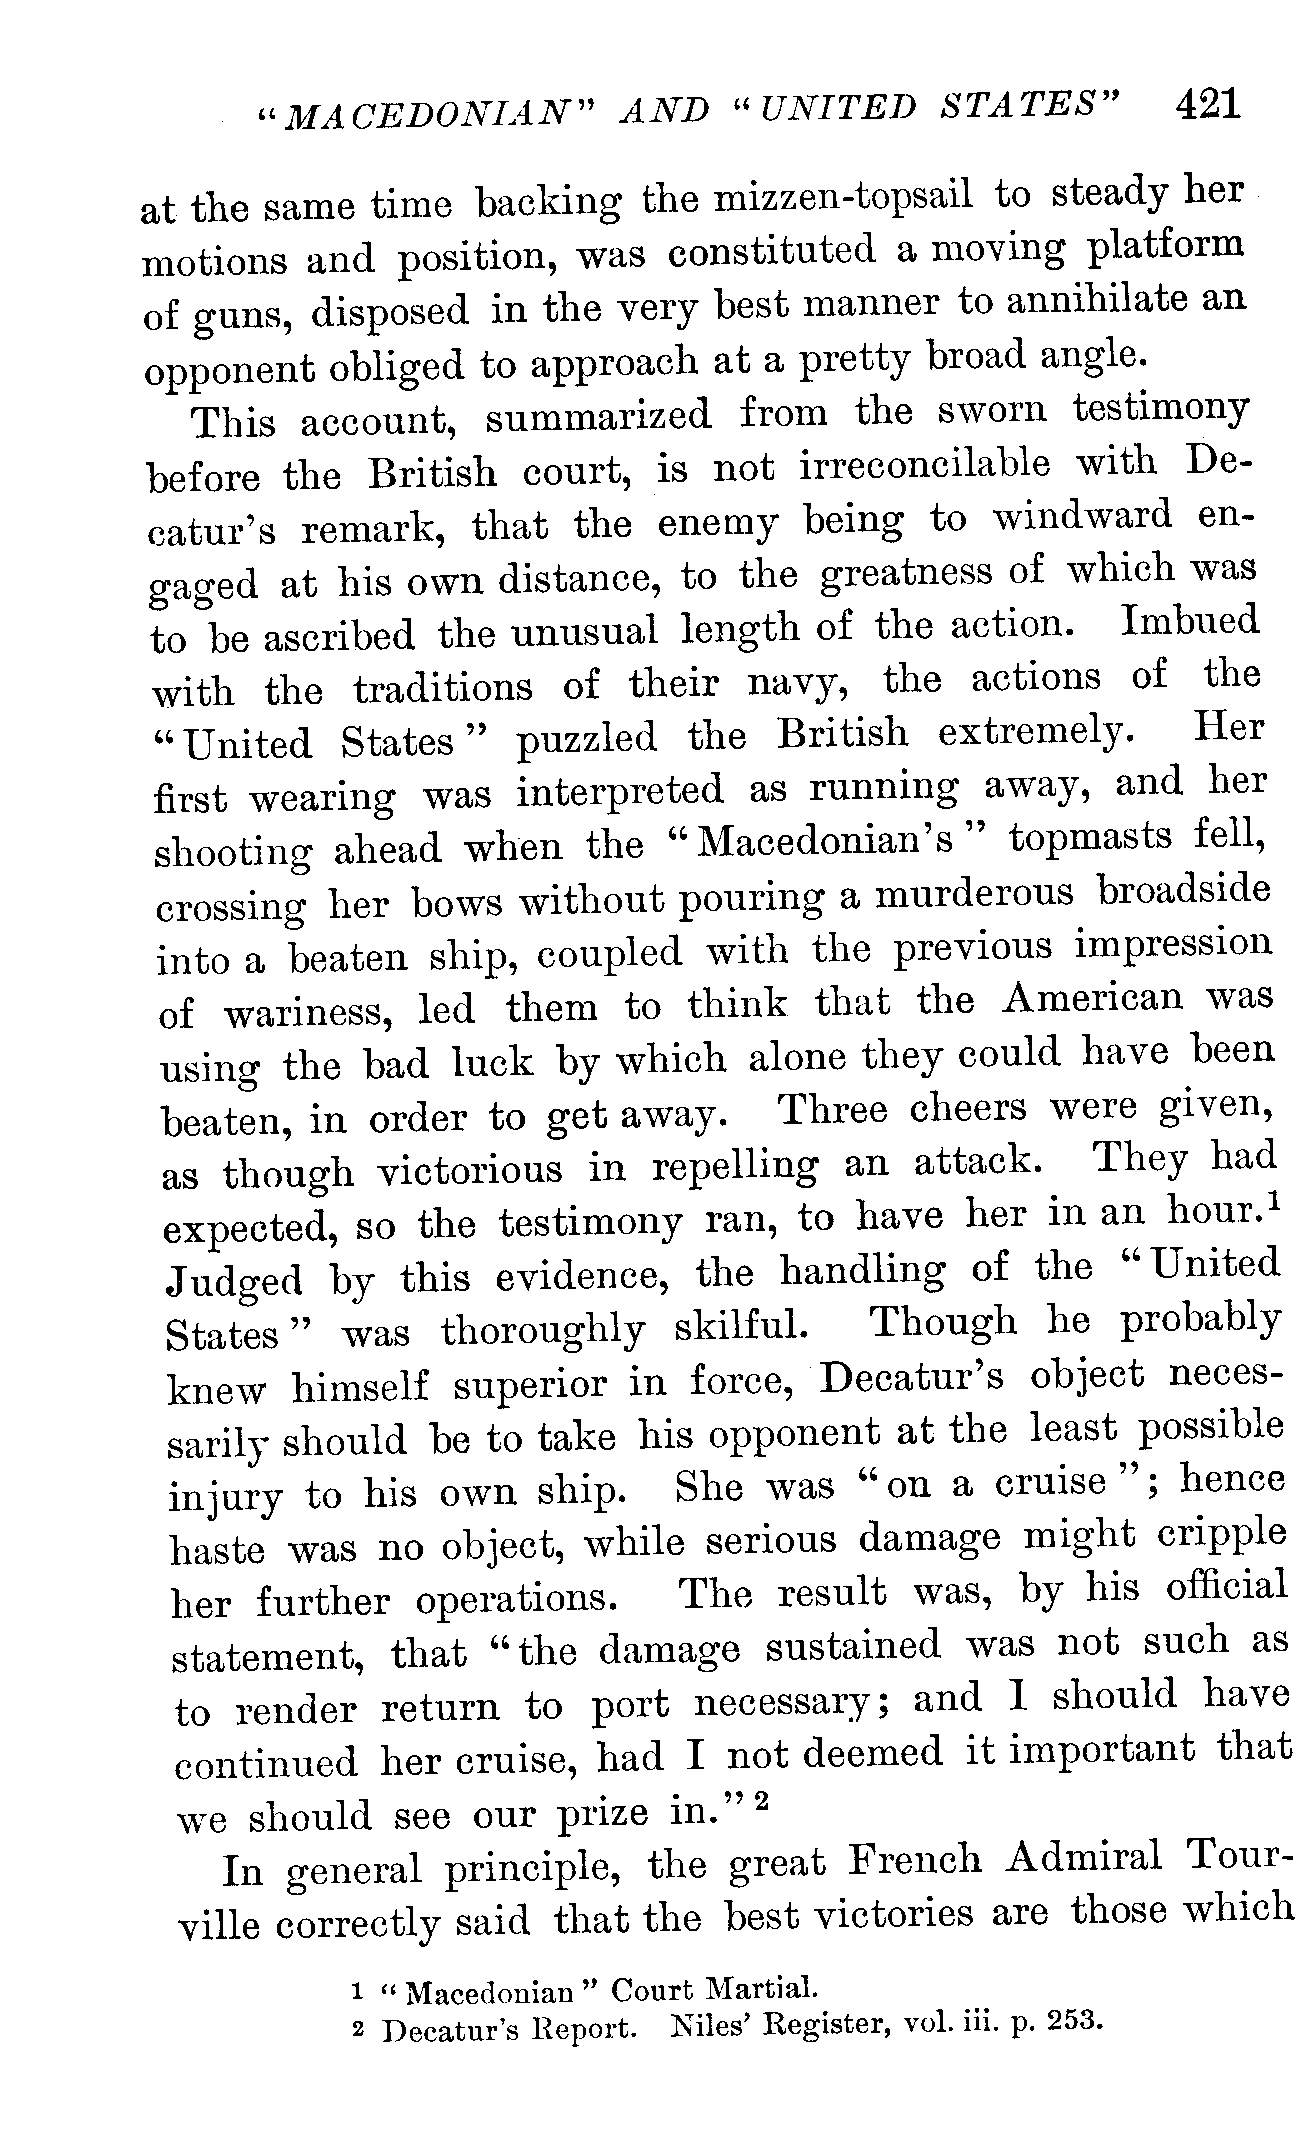 "MACEDONIAN" AND "UNITED STATES" 421
at the same time backing the mizzen-topsail to steady her
motions and position, was constituted a moving platform
of guns, disposed in the very best manner to annihilate an
opponent obliged to approach at a pretty broad angle.
This account, summarized from the sworn testimony
before the British court, is not irreconcilable with De-
catur's remark, that the enemy being to windward en-
gaged at his own distance, to the greatness of which was
to be ascribed the unusual length of the action. Imbued
with the traditions of their navy, the actions of the
"United States" puzzled the British extremely. Her
first wearing was interpreted as running away, and her
shooting ahead when the "Macedonian's" topmasts fell,
crossing her bows without pouring a murderous broadside
into a beaten ship, coupled with the previous impression
of wariness, led them to think that the American was
using the bad luck by which alone they could have been
beaten, in order to get away. Three cheers were given,
as though victorious in repelling an attack. They had
expected, so the testimony ran, to have her in an hour.¹
Judged by this evidence, the handling of the "United
States" was thoroughly skilful. Though he probably
knew himself superior in force, Decatur's object neces-
sarily should be to take his opponent at the least possible
injury to his own ship. She was "on a cruise"; hence
haste was no object, while serious damage might cripple
her further operations. The result was, by his official
statement, that "the damage sustained was not such as
to render return to port necessary; and I should have
continued her cruise, had I not deemed it important that
we should see our prize in."²
In general principle, the great French Admiral Tour-
ville correctly said that the best victories are those which
1 "Macedonian" Court Martial.
2 Decatur's Report. Niles' Register, vol. iii. p. 253.